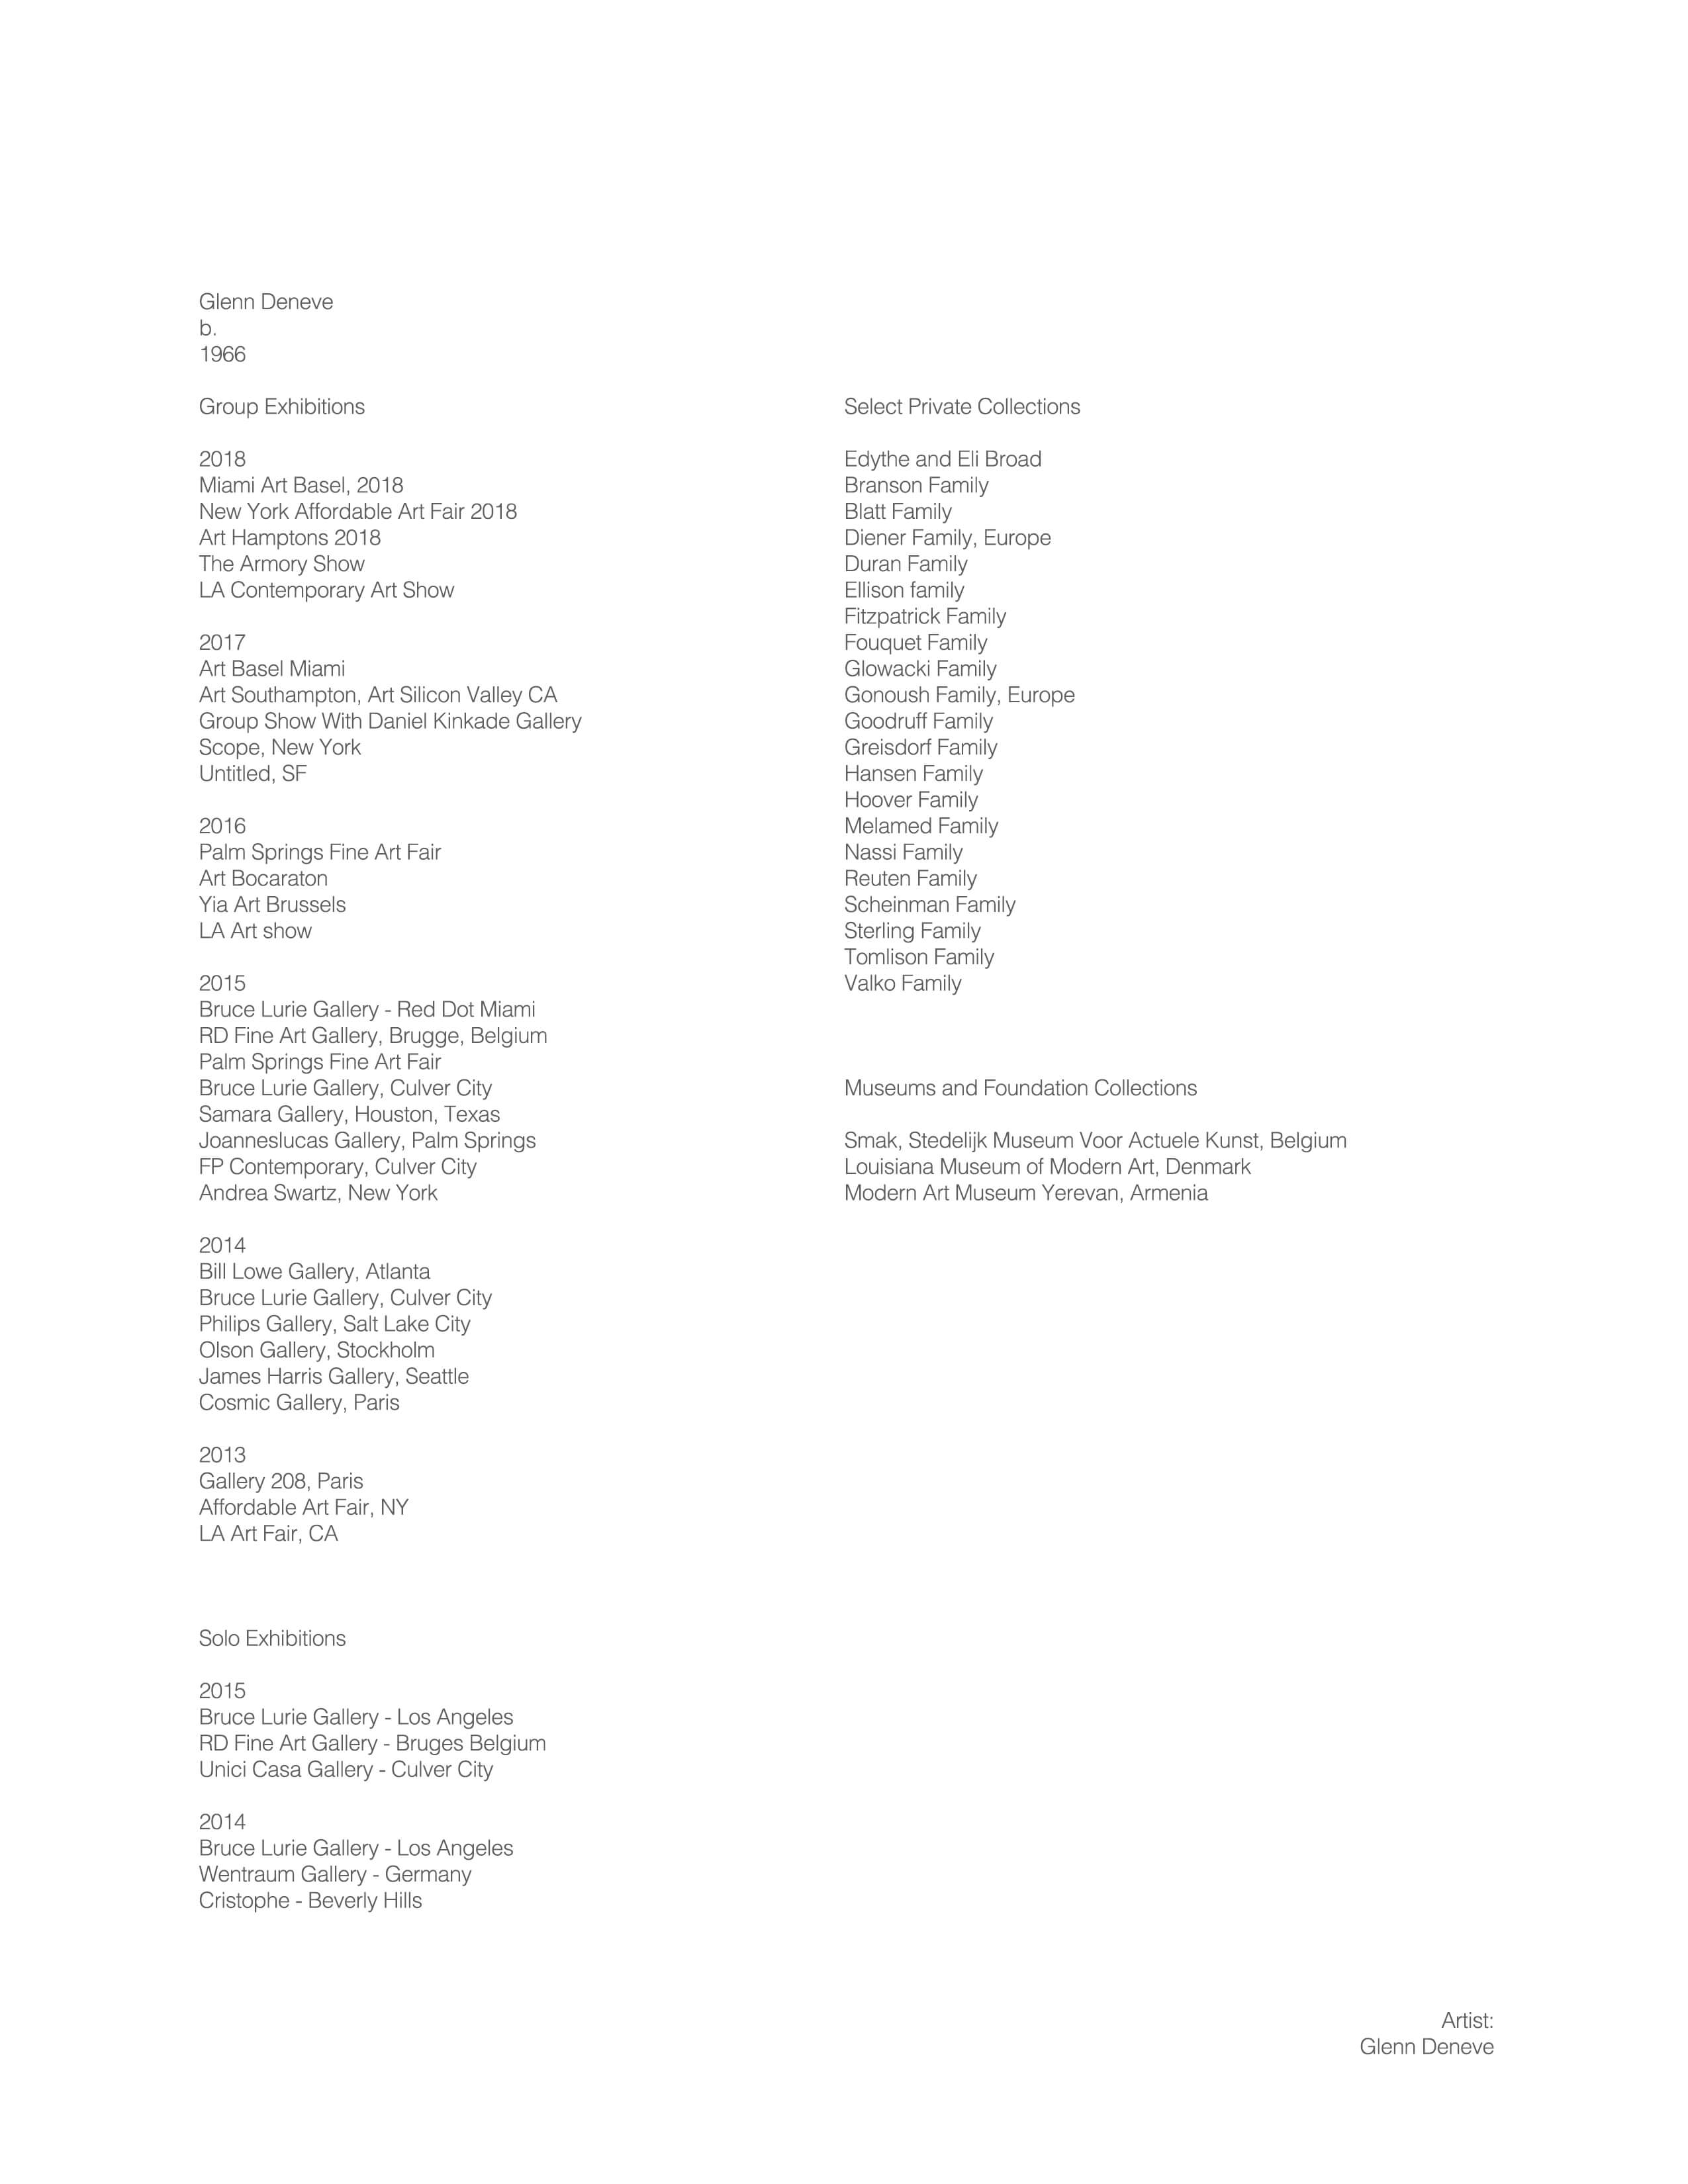 Glenn Deneve
b.
1966
Group Exhibitions
2018
Miami Art Basel, 2018
New York Affordable Art Fair 2018
Art Hamptons 2018
The Armory Show
LA Contemporary Art Show
2017
Art Basel Miami
Art Southampton, Art Silicon Valley CA
Group Show With Daniel Kinkade Gallery
Scope, New York
Untitled, SF
2016
Palm Springs Fine Art Fair
Art Bocaraton
Yia Art Brussels
LA Art show
2015
Bruce Lurie Gallery - Red Dot Miami
RD Fine Art Gallery, Brugge, Belgium
Palm Springs Fine Art Fair
Bruce Lurie Gallery, Culver City
Samara Gallery, Houston, Texas
Joanneslucas Gallery, Palm Springs
FP Contemporary, Culver City
Andrea Swartz, New York
2014
Bill Lowe Gallery, Atlanta
Bruce Lurie Gallery, Culver City
Philips Gallery, Salt Lake City
Olson Gallery, Stockholm
James Harris Gallery, Seattle
Cosmic Gallery, Paris
2013
Gallery 208, Paris
Affordable Art Fair, NY
LA Art Fair, CA
Solo Exhibitions
2015
Bruce Lurie Gallery - Los Angeles
RD Fine Art Gallery - Bruges Belgium
Unici Casa Gallery - Culver City
2014
Bruce Lurie Gallery - Los Angeles
Wentraum Gallery - Germany
Cristophe - Beverly Hills
Select Private Collections
Edythe and Eli Broad
Branson Family
Blatt Family
Diener Family, Europe
Duran Family
Ellison family
Fitzpatrick Family
Fouquet Family
Glowacki Family
Gonoush Family, Europe
Goodruff Family
Greisdorf Family
Hansen Family
Hoover Family
Melamed Family
Nassi Family
Reuten Family
Scheinman Family
Sterling Family
Tomlison Family
Valko Family
Museums and Foundation Collections
Smak, Stedelijk Museum Voor Actuele Kunst, Belgium
Louisiana Museum of Modern Art, Denmark
Modern Art Museum Yerevan, Armenia
Artist:
Glenn Deneve